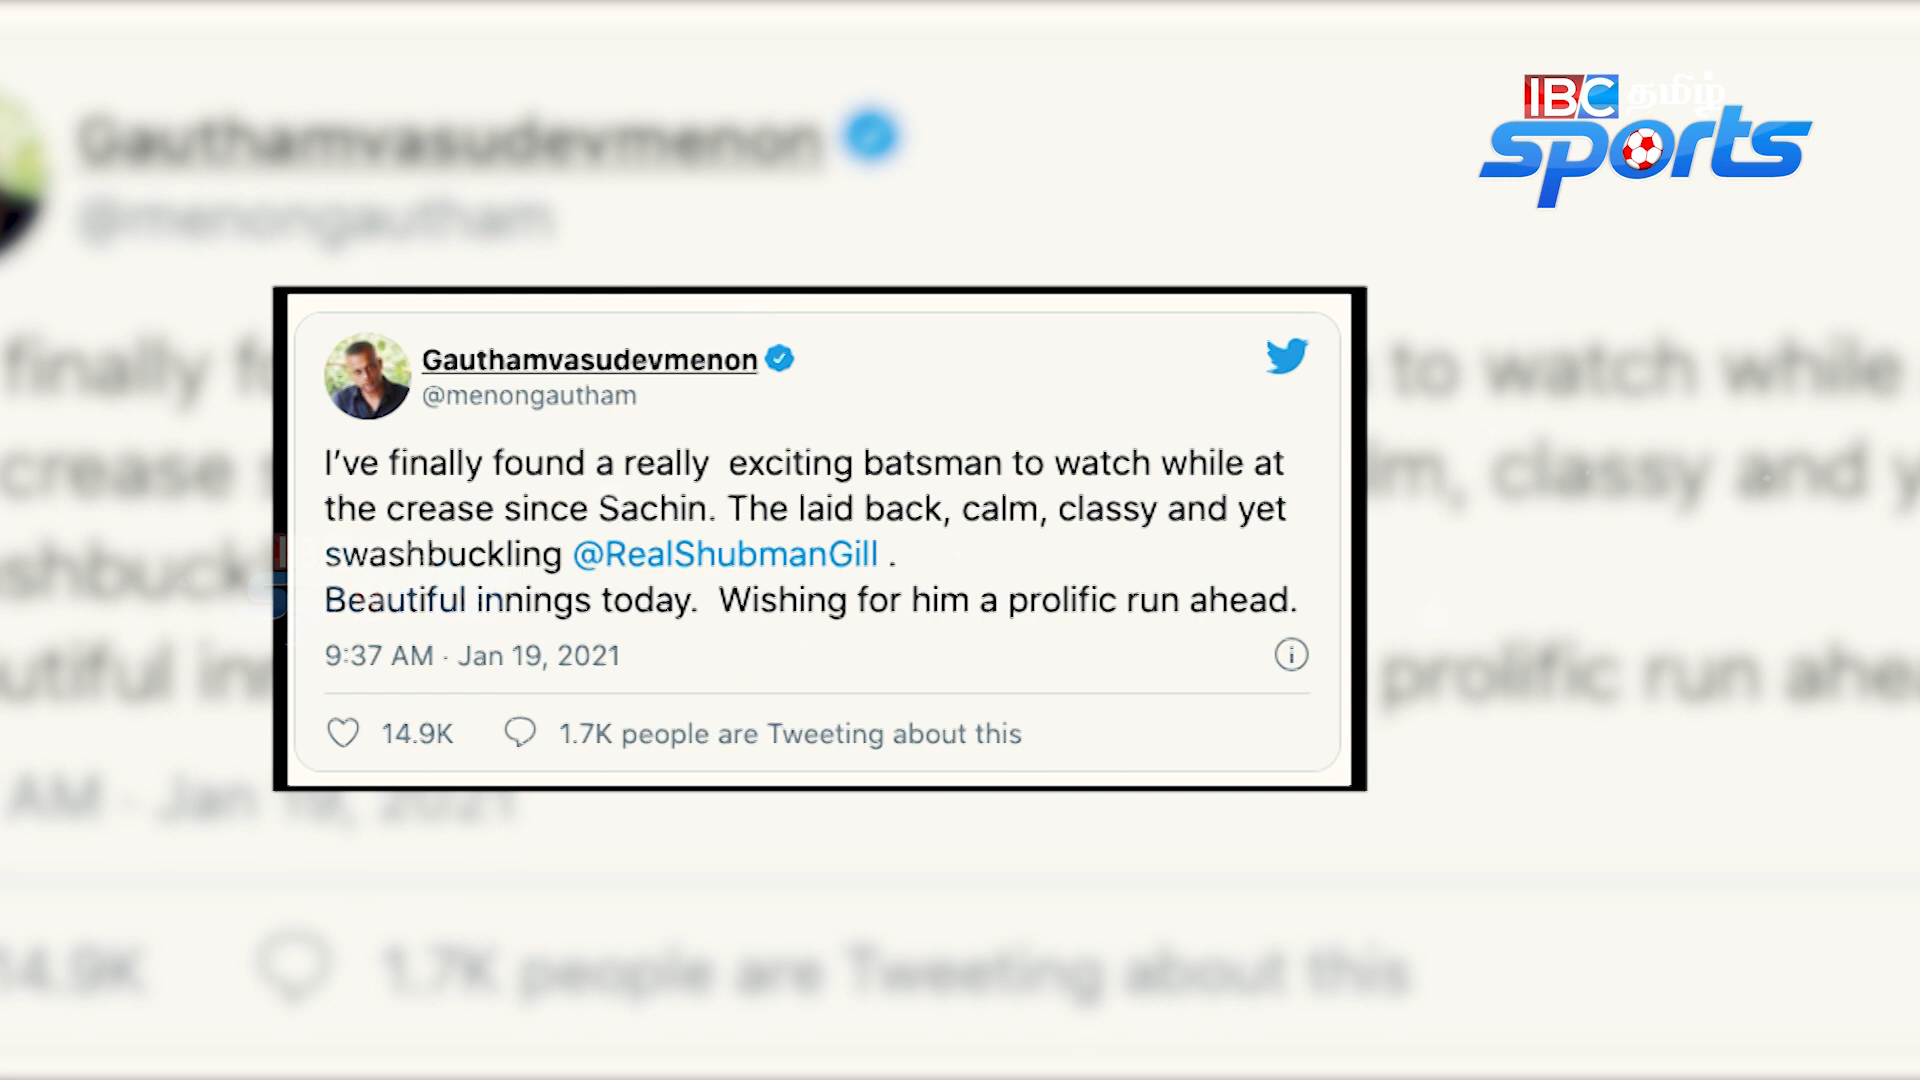 IBC தமிழ்
sports
Gauthamvasudevmenon
@menongautham
I've finally found a really exciting batsman to watch while at
the crease since Sachin. The laid back, calm, classy and yet
swashbuckling @RealShubmanGill .
Beautiful innings today. Wishing for him a prolific run ahead.
9:37 AM · Jan 19, 2021
14.9K 1.7K people are Tweeting about this